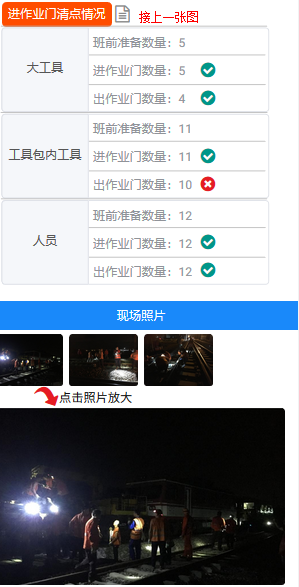 进作业门清点情况 接上一张图
大工具
班前准备数量：5
进作业门数量：5
出作业门数量：4
工具包内工具
班前准备数量：11
进作业门数量：11
出作业门数量：10
人员
班前准备数量：12
进作业门数量：12
出作业门数量：12
现场照片
点击照片放大